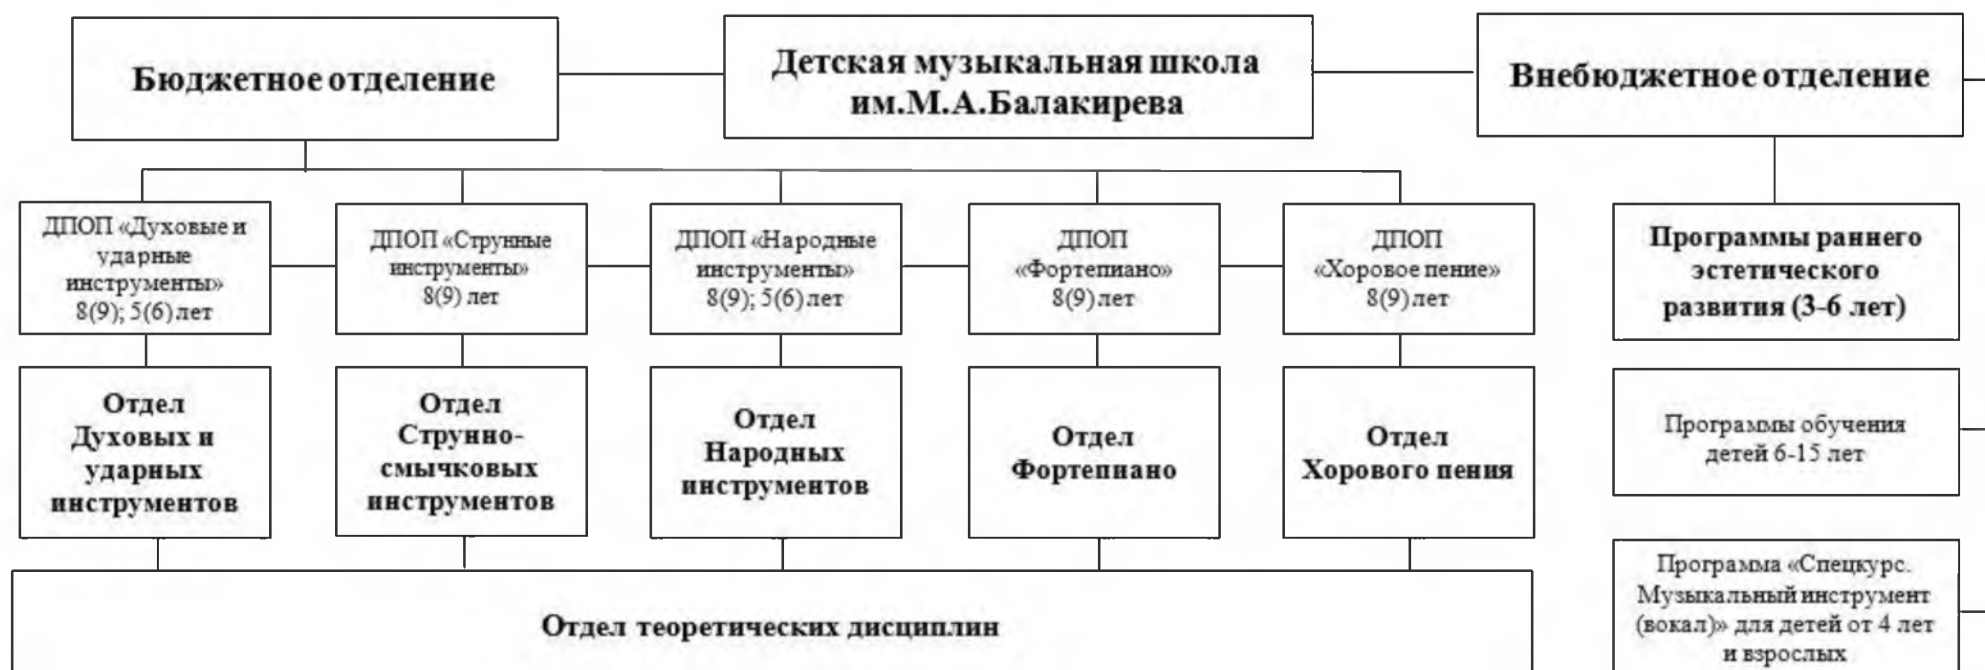 Бюджетное отделение
Детская музыкальная школа
им.М.А.Балакирева
Внебюджетное отделение
ДПОП «Духовые и
ударные
инструменты»
8(9); 5(6) лет
ДПОП «Струнные
инструменты»
8(9) лет
ДПОП «Народные
инструменты»
8(9); 5(6) лет
ДПОП
«Фортепиано»
8(9) лет
ДПОП
«Хоровое пение»
8(9) лет
Программы раннего
эстетического
развития (3-6 лет)
Отдел
Духовых и
ударных
инструментов
Отдел
Струнно-
смычковых
инструментов
Отдел
Народных
инструментов
Отдел
Фортепиано
Отдел
Хорового пения
Программы обучения
детей 6-15 лет
Отдел теоретических дисциплин
Программа «Спецкурс.
Музыкальный инструмент
(вокал)» для детей от 4 лет
и взрослых